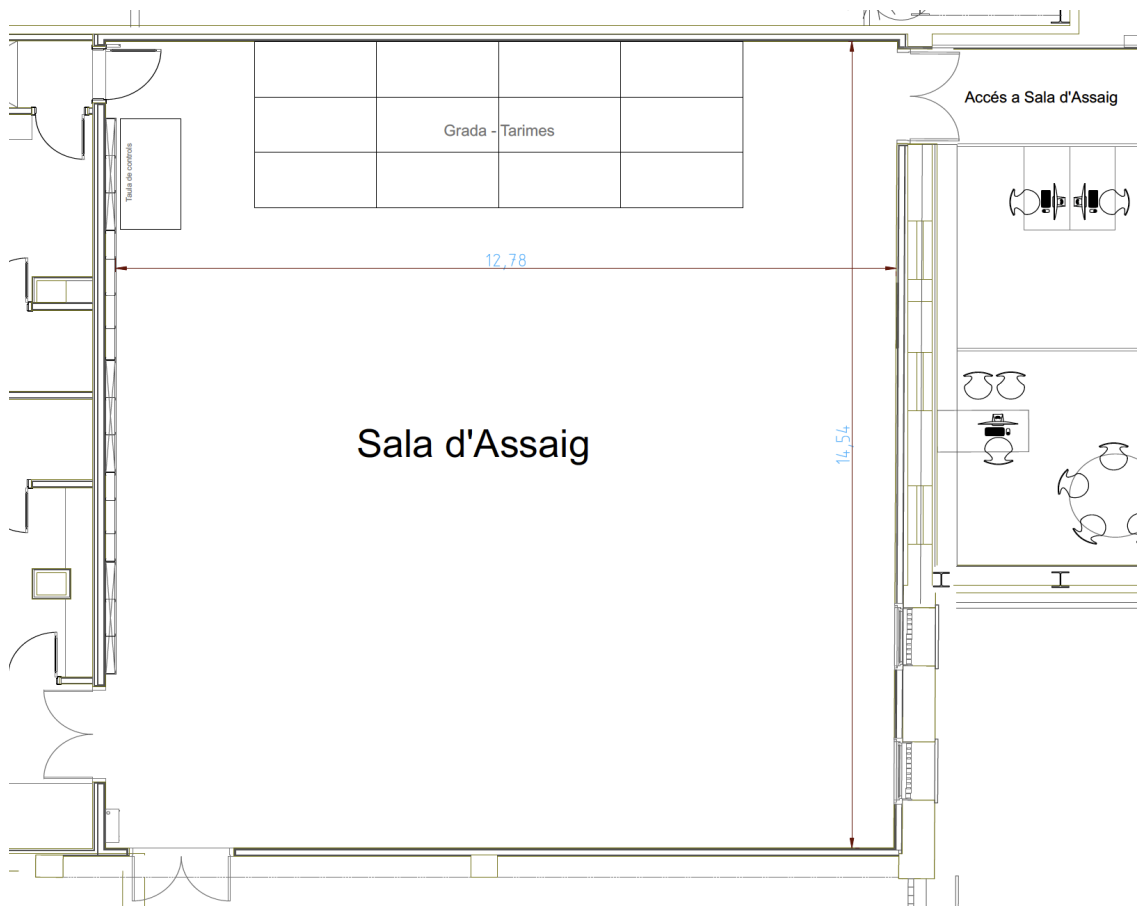 Accés a Sala d'Assaig
Grada - Tarimes
Taula de controls
12,78
Sala d'Assaig
14,54